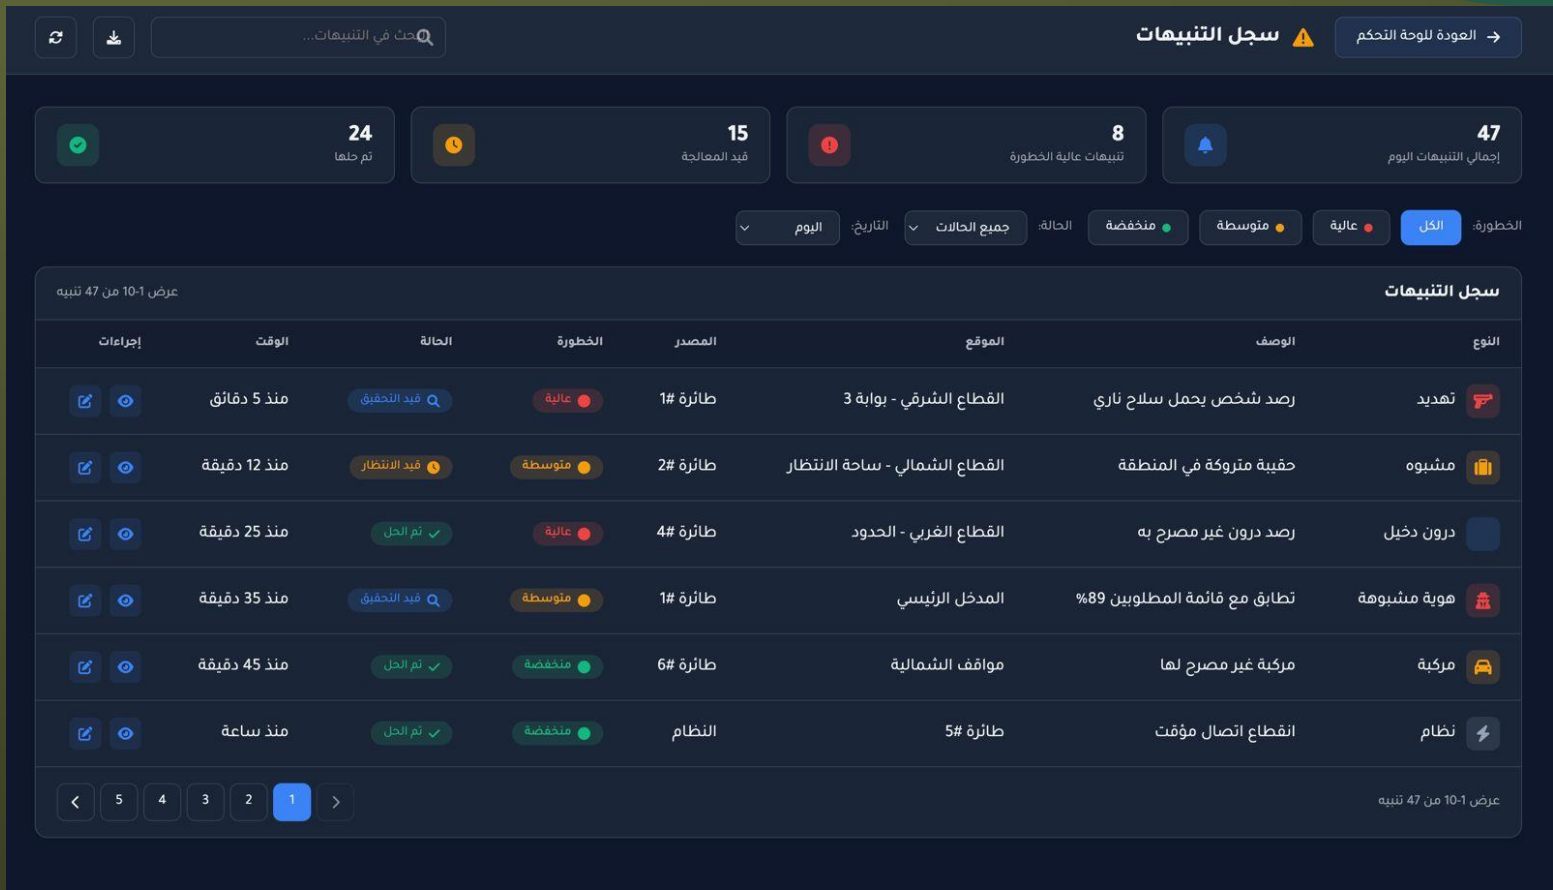 العودة للوحة التحكم
سجل التنبيهات
ابحث في التنبيهات...
47
إجمالي التنبيهات اليوم
8
تنبيهات عالية الخطورة
15
قيد المعالجة
24
تم حلها
الخطورة: الكل عالية متوسطة منخفضة الحالة: جميع الحالات التاريخ: اليوم
سجل التنبيهات
عرض 1-10 من 47 تنبيه
النوع الوصف الموقع المصدر الخطورة الحالة الوقت إجراءات
تهديد رصد شخص يحمل سلاح ناري القطاع الشرقي - بوابة 3 طائرة #1 عالية قيد التحقيق منذ 5 دقائق
مشبوه حقيبة متروكة في المنطقة القطاع الشمالي - ساحة الانتظار طائرة #2 متوسطة قيد الانتظار منذ 12 دقيقة
درون دخيل رصد درون غير مصرح به القطاع الغربي - الحدود طائرة #4 عالية تم الحل منذ 25 دقيقة
هوية مشبوهة تطابق مع قائمة المطلوبين 89% المدخل الرئيسي طائرة #1 متوسطة قيد التحقيق منذ 35 دقيقة
مركبة مركبة غير مصرح لها مواقف الشمالية طائرة #6 منخفضة تم الحل منذ 45 دقيقة
نظام انقطاع اتصال مؤقت طائرة #5 النظام منخفضة تم الحل منذ ساعة
عرض 1-10 من 47 تنبيه
1 2 3 4 5